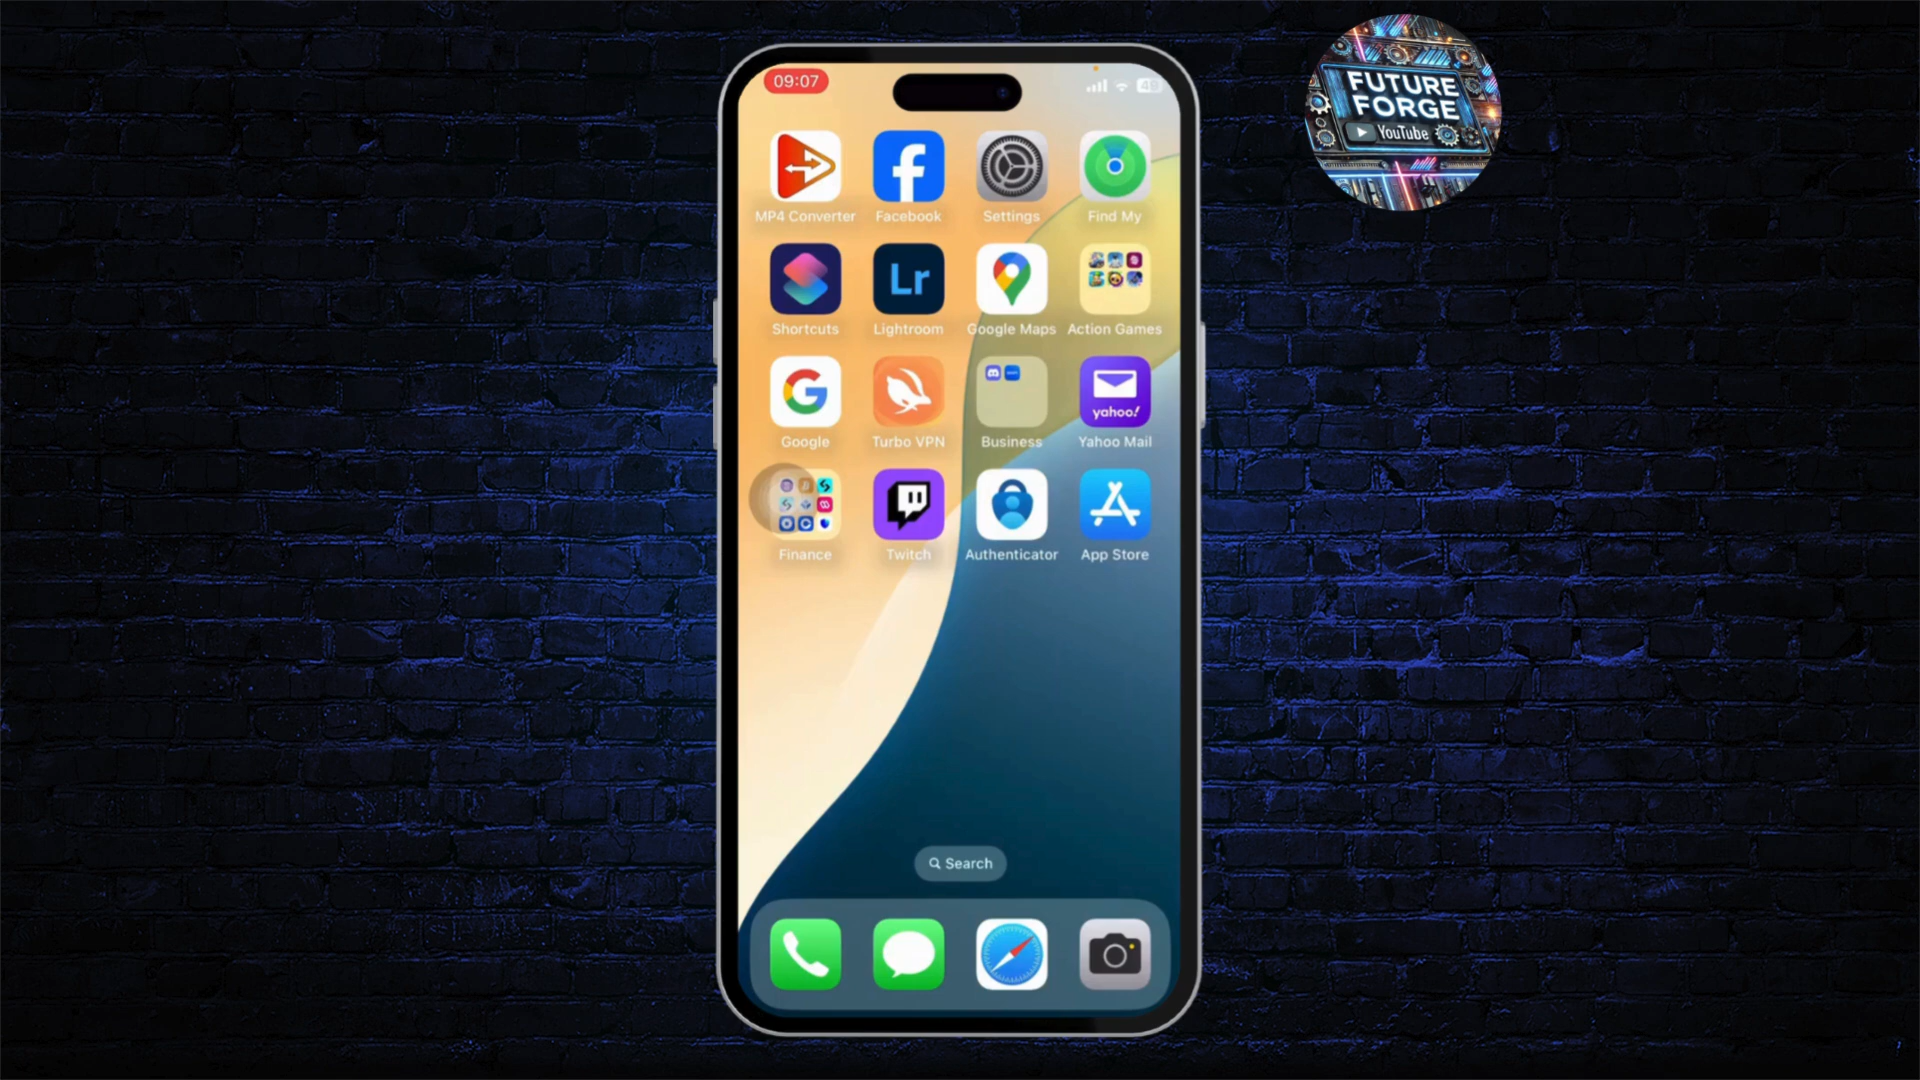 09:07
48
FUTURE
FORGE
YouTube
MP4 Converter
Facebook
Settings
Find My
Shortcuts
Lr
Lightroom
Google Maps
Action Games
Google
Turbo VPN
Business
yahoo!
Yahoo Mail
Finance
Twitch
Authenticator
App Store
Search